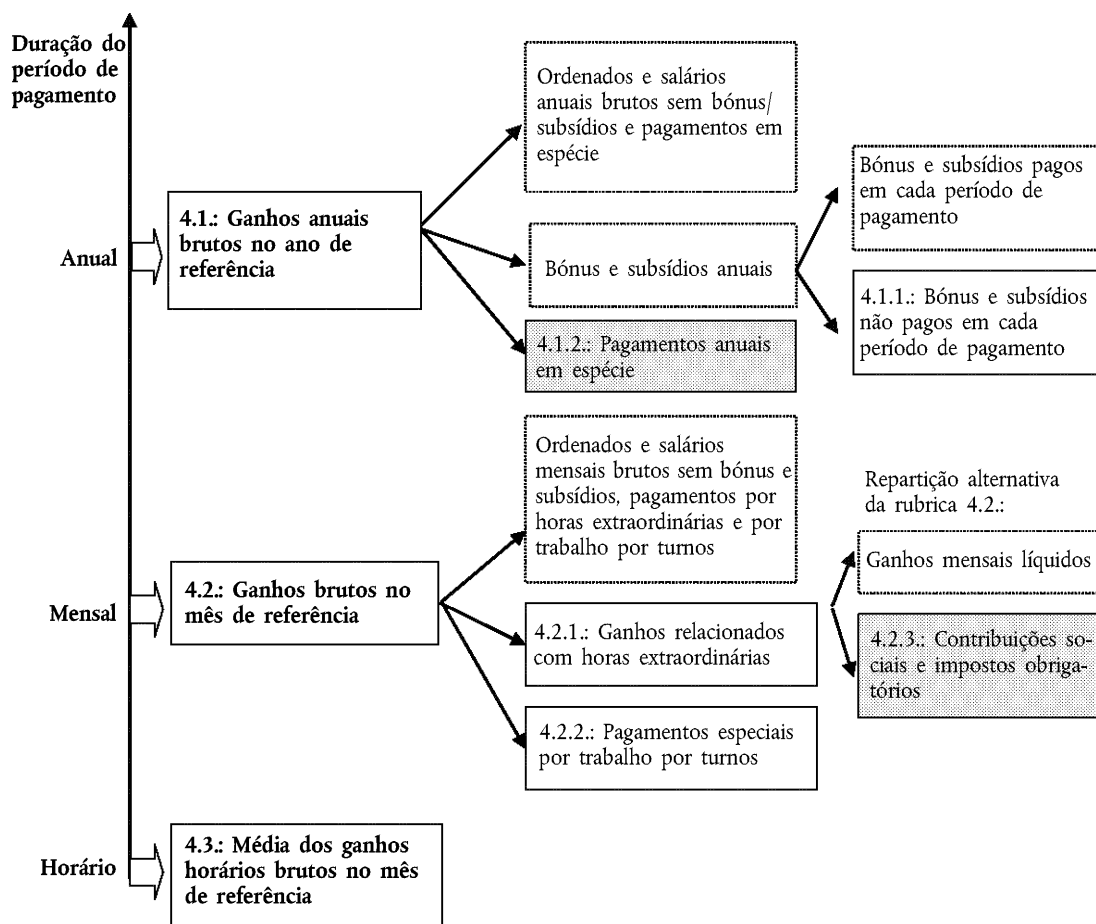 Duração do
período de
pagamento
Ordenados e salários
anuais brutos sem bónus/
subsídios e pagamentos em
espécie
Anual
4.1.: Ganhos anuais
brutos no ano de
referência
Bónus e subsídios anuais
Bónus e subsídios pagos
em cada período de
pagamento
4.1.1.: Bónus e subsídios
não pagos em cada
período de pagamento
4.1.2.: Pagamentos anuais
em espécie
Ordenados e salários
mensais brutos sem bónus e
subsídios, pagamentos por
horas extraordinárias e por
trabalho por turnos
Mensal
4.2.: Ganhos brutos no
mês de referência
4.2.1.: Ganhos relacionados
com horas extraordinárias
4.2.2.: Pagamentos especiais
por trabalho por turnos
Repartição alternativa
da rubrica 4.2.:
Ganhos mensais líquidos
4.2.3.: Contribuições so-
ciais e impostos obriga-
tórios
Horário
4.3.: Média dos ganhos
horários brutos no mês
de referência